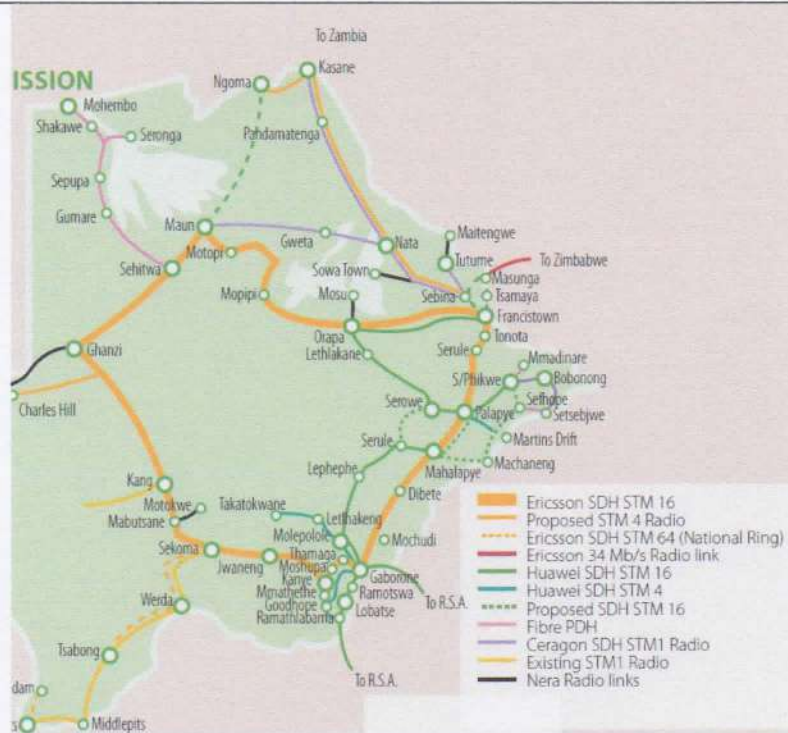 To Zambia
ISSION
Ngoma
Kasane
Mohembo
Shakawe
Seronga
Pandamatenga
Sepupa
Gumare
Maun
Gweta
Nata
Maitengwe
Motopi
Tutume
To Zimbabwe
Sehitwa
Sowa Town
Masunga
Mopipi
Mosu
Sebina
Tsamaya
Francistown
Orapa
Tonota
Ghanzi
Lethlakane
Serule
Mmadinare
S/Phikwe
Bobonong
Charles Hill
Serowe
Palapye
Sefhope
Setsebjwe
Serule
Martins Drift
Mahalapye
Machaneng
Kang
Lephephe
Motokwe
Takatokwane
Dibete
Mabutsane
Letlhakeng
Molepolole
Mochudi
Sekoma
Thamaga
Jwaneng
Moshupa
Gaborone
Kanye
Ramotswa
Mmathethe
Werda
Goodhope
Lobatse
To R.S.A.
Ramathlabama
Tsabong
To R.S.A.
dam
s
Middlepits
Ericsson SDH STM 16
Proposed STM 4 Radio
Ericsson SDH STM 64 (National Ring)
Ericsson 34 Mb/s Radio link
Huawei SDH STM 16
Huawei SDH STM 4
Proposed SDH STM 16
Fibre PDH
Ceragon SDH STM1 Radio
Existing STM1 Radio
Nera Radio links